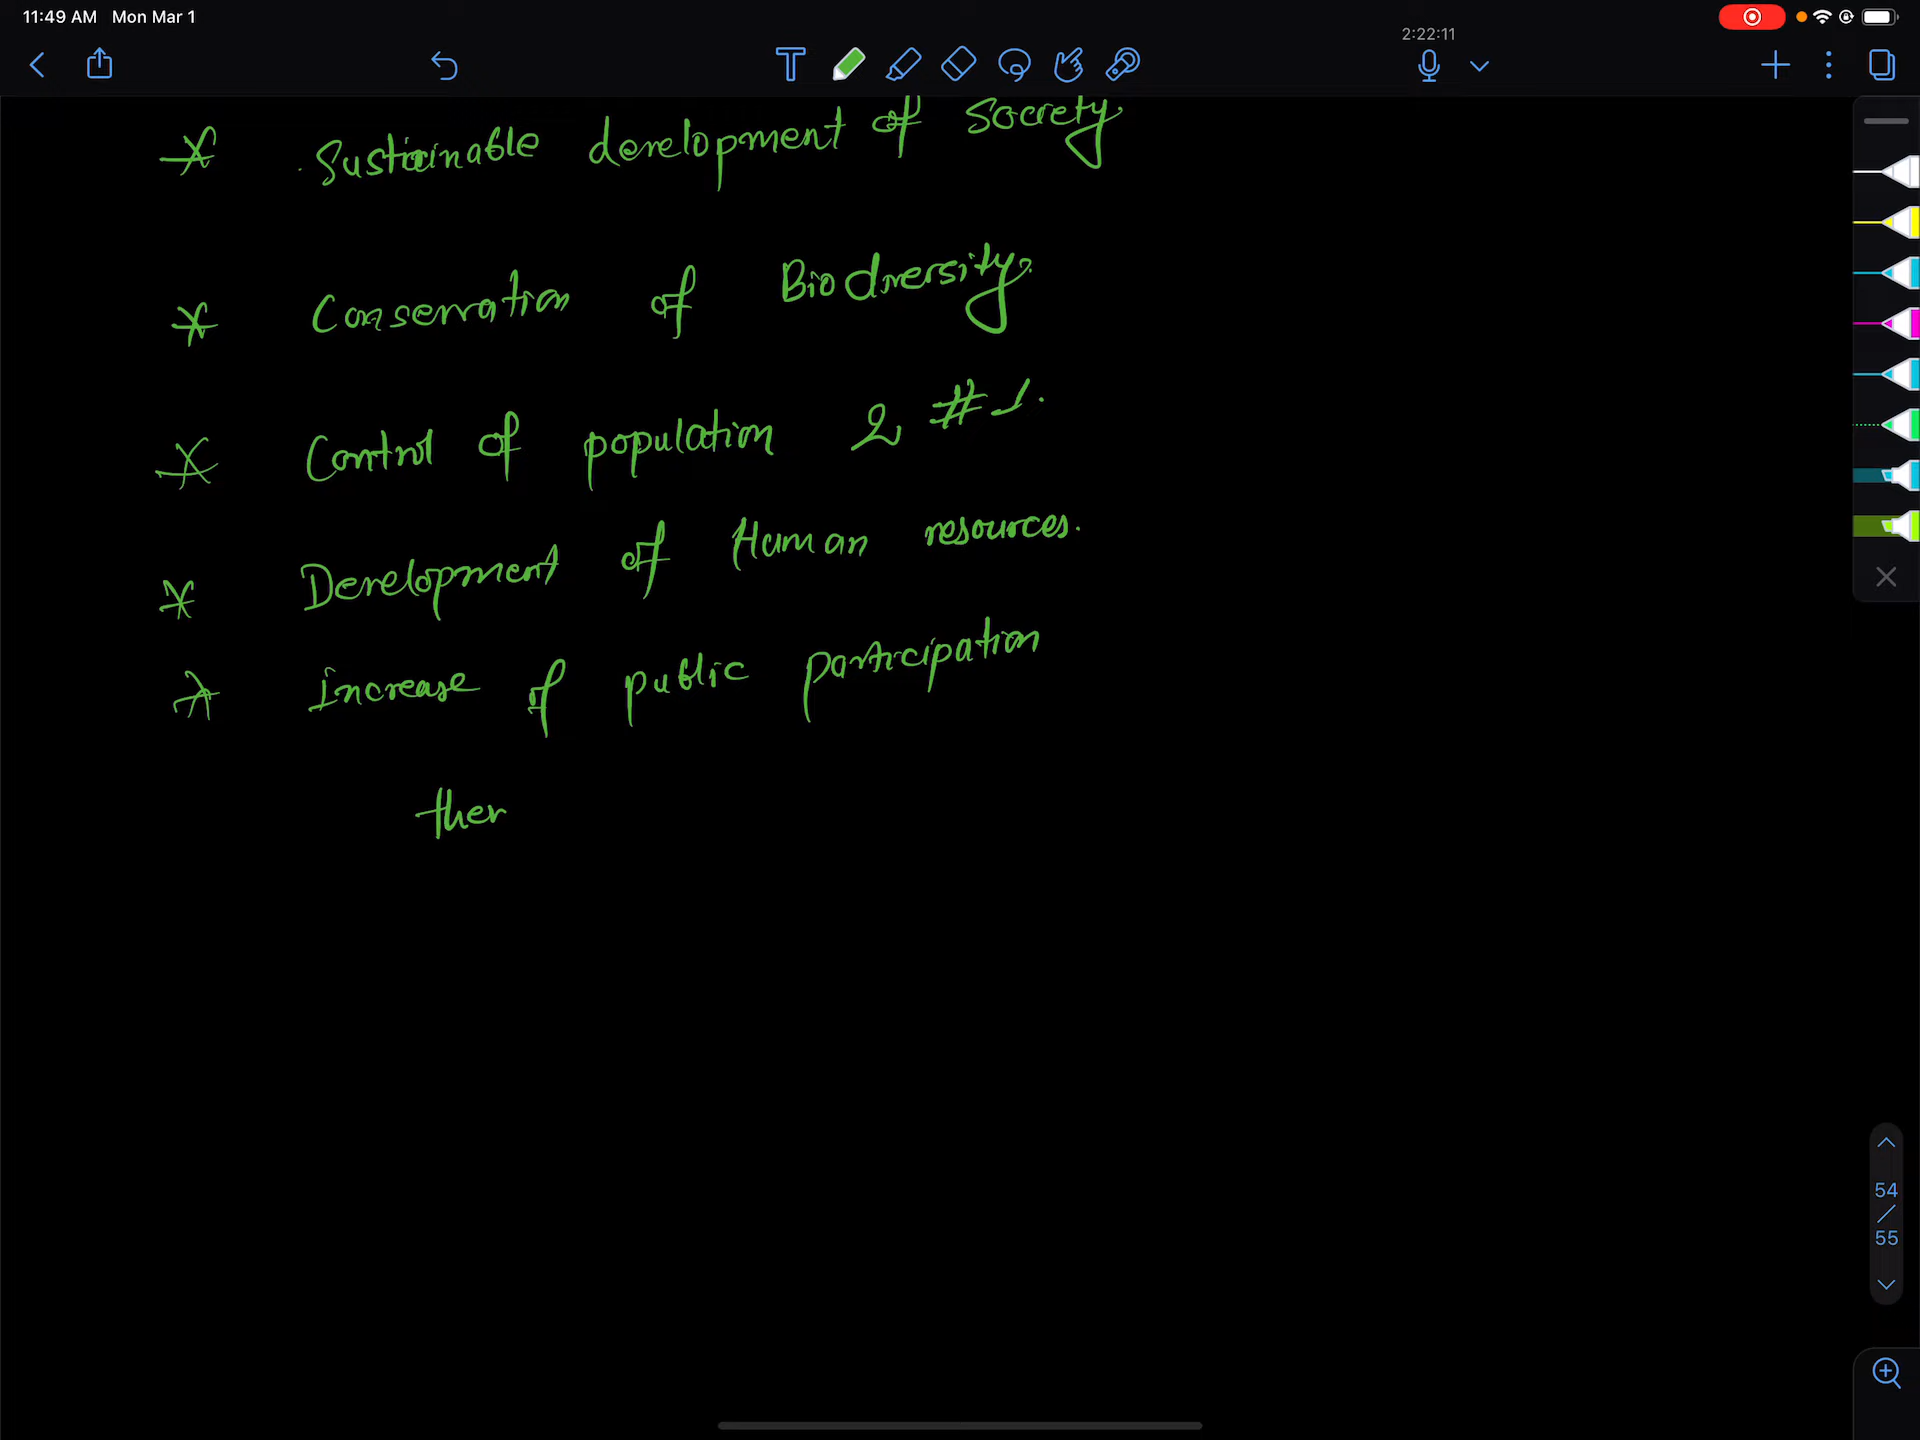 11:49 AM Mon Mar 1
2:22:11
* Sustainable development of Society.
* Conservation of Biodiversity.
* Control of population & #1.
* Development of Human resources.
* Increase of public participation
ther
54
/
55